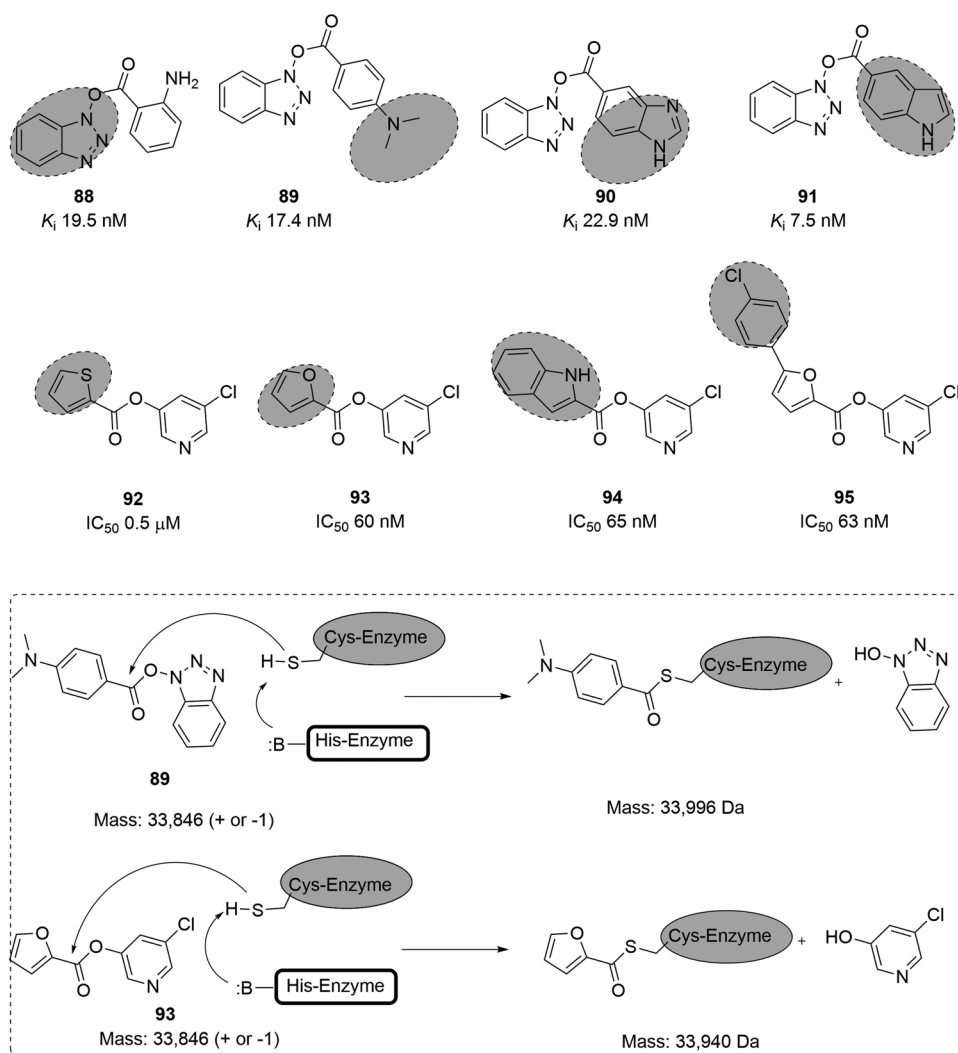 O
O
NH₂
N
N
N
88
Kᵢ 19.5 nM
O
O
N
N
N
N
89
Kᵢ 17.4 nM
O
O
N
N
N
N
N
H
90
Kᵢ 22.9 nM
O
O
N
N
N
N
H
91
Kᵢ 7.5 nM
S
O
O
Cl
N
92
IC₅₀ 0.5 μM
O
O
O
Cl
N
93
IC₅₀ 60 nM
NH
O
O
Cl
N
94
IC₅₀ 65 nM
Cl
O
O
O
Cl
N
95
IC₅₀ 63 nM
N
O
O
N
N
N
89
H S
Cys-Enzyme
:B
His-Enzyme
Mass: 33,846 (+ or -1)
N
S
O
Cys-Enzyme
+
HO
N
N
N
Mass: 33,996 Da
O
O
O
Cl
N
93
H S
Cys-Enzyme
:B
His-Enzyme
Mass: 33,846 (+ or -1)
O
S
O
Cys-Enzyme
+
HO
Cl
N
Mass: 33,940 Da